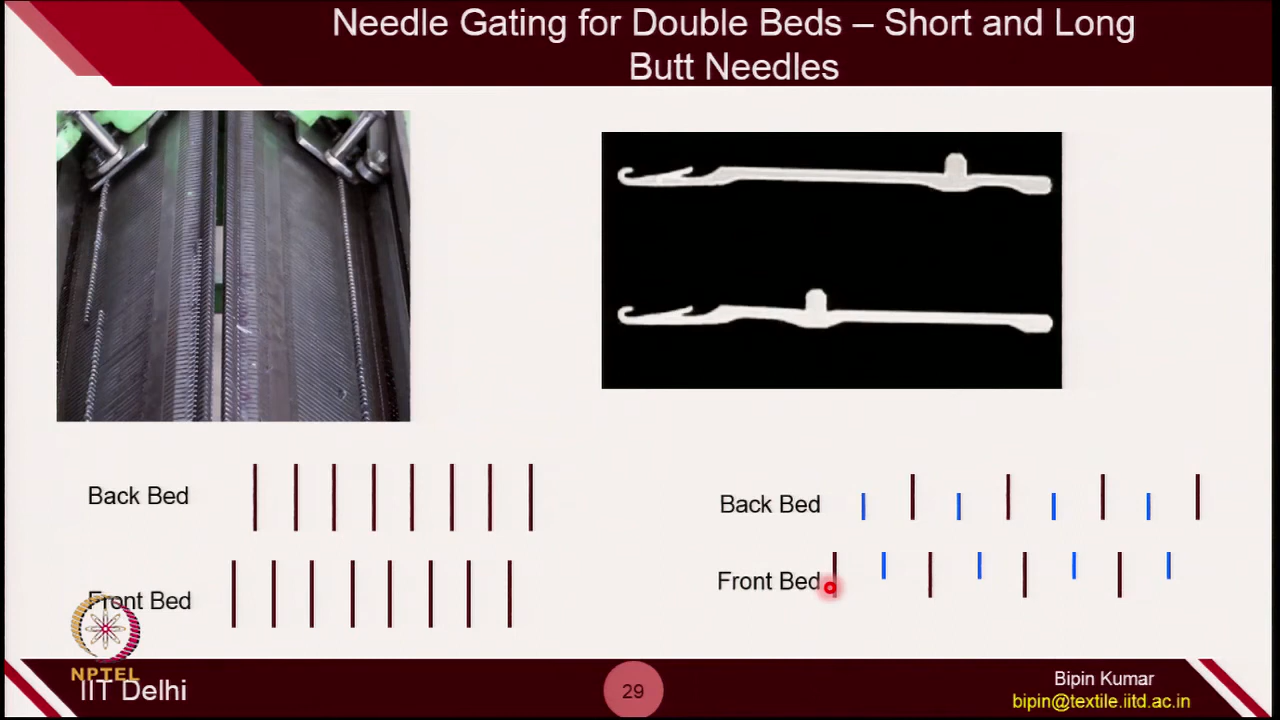 Needle Gating for Double Beds – Short and Long
Butt Needles
Back Bed
Front Bed
Back Bed
Front Bed
NPTEL
IIT Delhi
29
Bipin Kumar
bipin@textile.iitd.ac.in